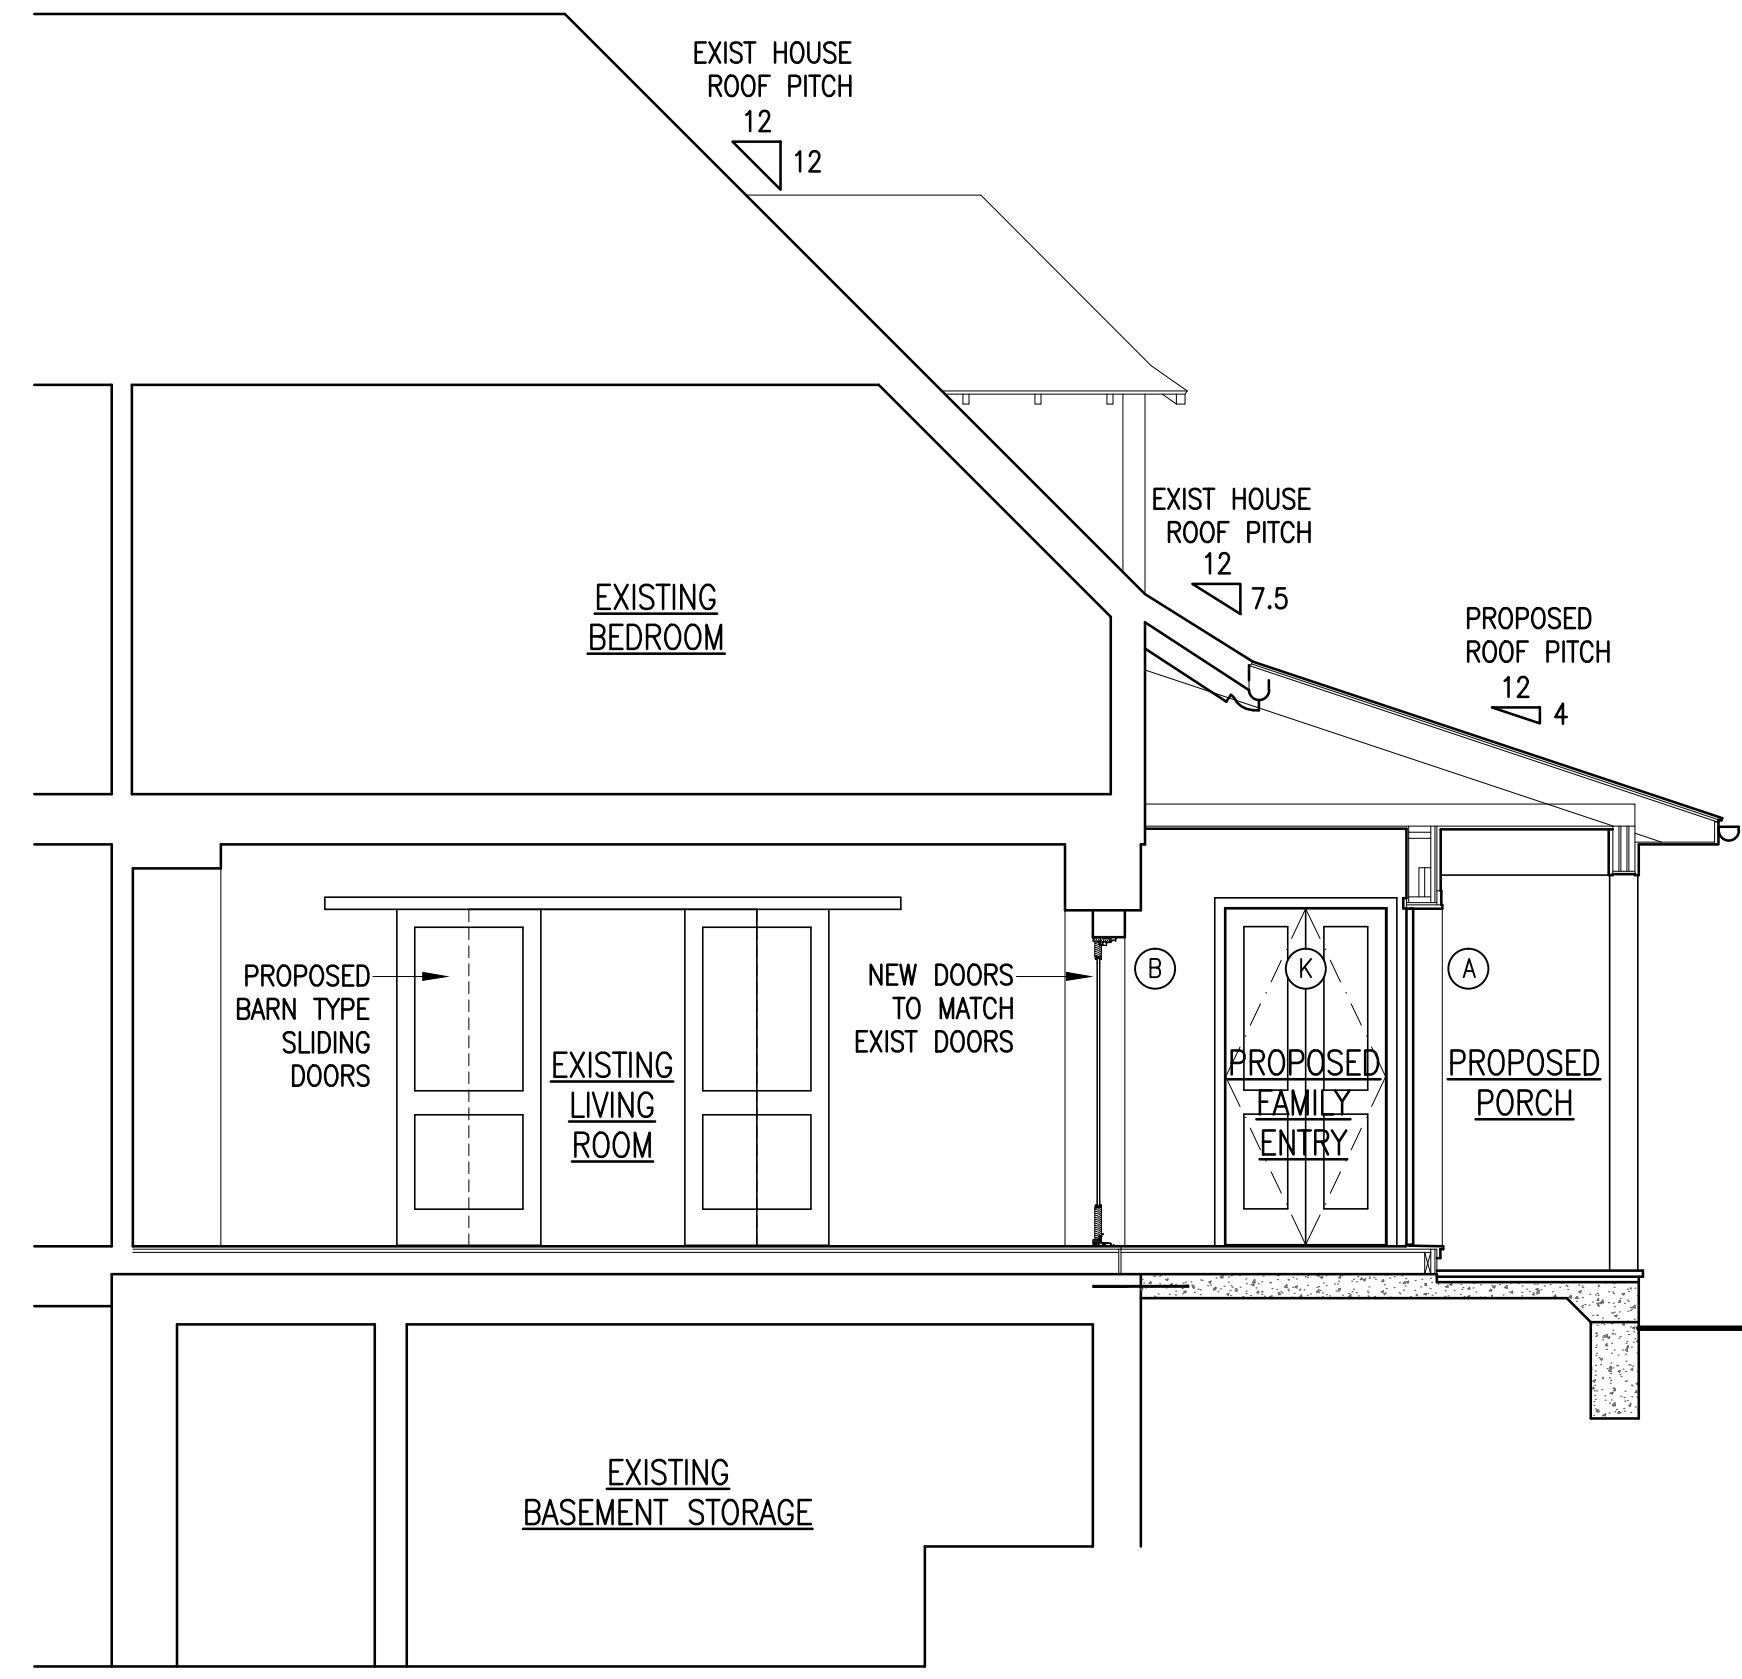 EXIST HOUSE
ROOF PITCH
12
12
EXIST HOUSE
ROOF PITCH
12
7.5
PROPOSED
ROOF PITCH
12
4
EXISTING
BEDROOM
PROPOSED
BARN TYPE
SLIDING
DOORS
EXISTING
LIVING
ROOM
NEW DOORS
TO MATCH
EXIST DOORS
B
K
A
PROPOSED
FAMILY
ENTRY
PROPOSED
PORCH
EXISTING
BASEMENT STORAGE